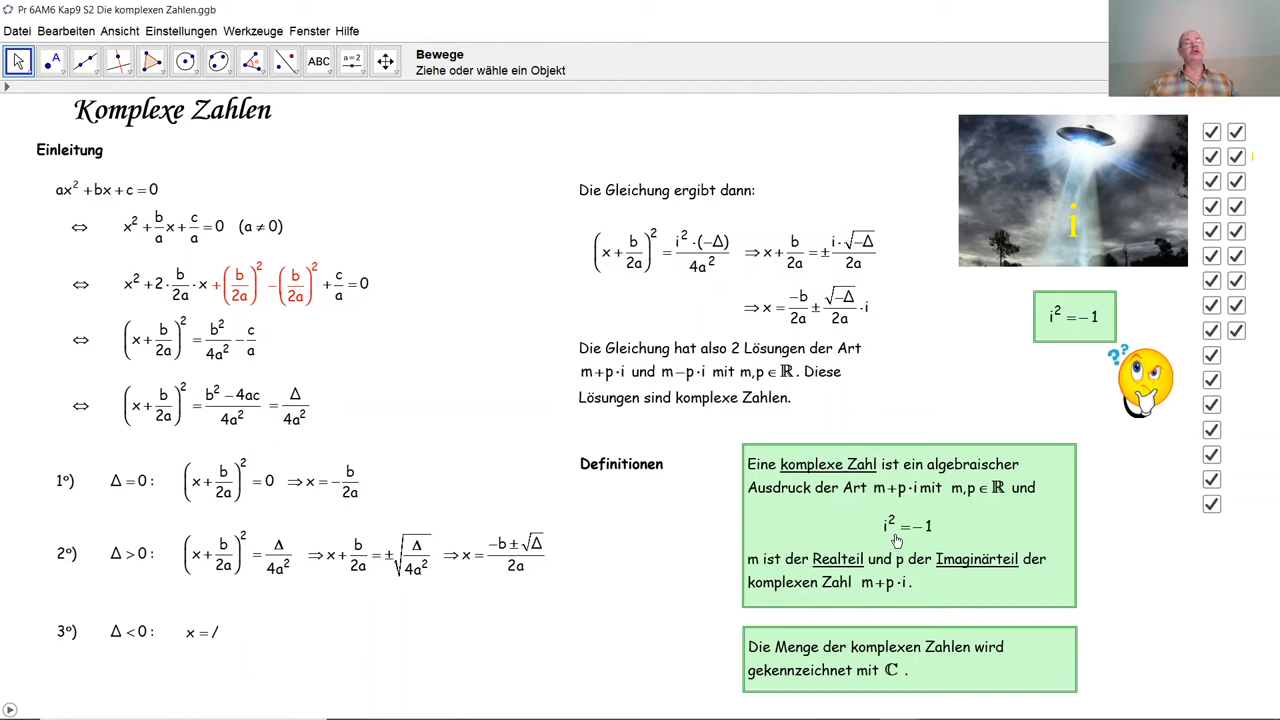 Pr 6AM6 Kap9 S2 Die komplexen Zahlen.ggb
Datei Bearbeiten Ansicht Einstellungen Werkzeuge Fenster Hilfe
A ABC a=2
Bewege
Ziehe oder wähle ein Objekt
Komplexe Zahlen
Einleitung
ax² + bx + c = 0
⇔ x² + b/a x + c/a = 0 (a ≠ 0)
⇔ x² + 2 · b/2a · x + (b/2a)² − (b/2a)² + c/a = 0
⇔ (x + b/2a)² = b²/4a² − c/a
⇔ (x + b/2a)² = b² − 4ac/4a² = Δ/4a²
1°) Δ = 0 : (x + b/2a)² = 0 ⇒ x = − b/2a
2°) Δ > 0 : (x + b/2a)² = Δ/4a² ⇒ x + b/2a = ± √(Δ/4a²) ⇒ x = −b ± √Δ/2a
3°) Δ < 0 : x = /
Die Gleichung ergibt dann:
(x + b/2a)² = i² · (−Δ)/4a² ⇒ x + b/2a = ± i · √−Δ/2a
⇒ x = −b/2a ± √−Δ/2a · i
Die Gleichung hat also 2 Lösungen der Art
m + p · i und m − p · i mit m, p ∈ ℝ. Diese
Lösungen sind komplexe Zahlen.
i
i² = −1
??
Definitionen
Eine komplexe Zahl ist ein algebraischer
Ausdruck der Art m + p · i mit m, p ∈ ℝ und
i² = −1
m ist der Realteil und p der Imaginärteil der
komplexen Zahl m + p · i.
Die Menge der komplexen Zahlen wird
gekennzeichnet mit ℂ .